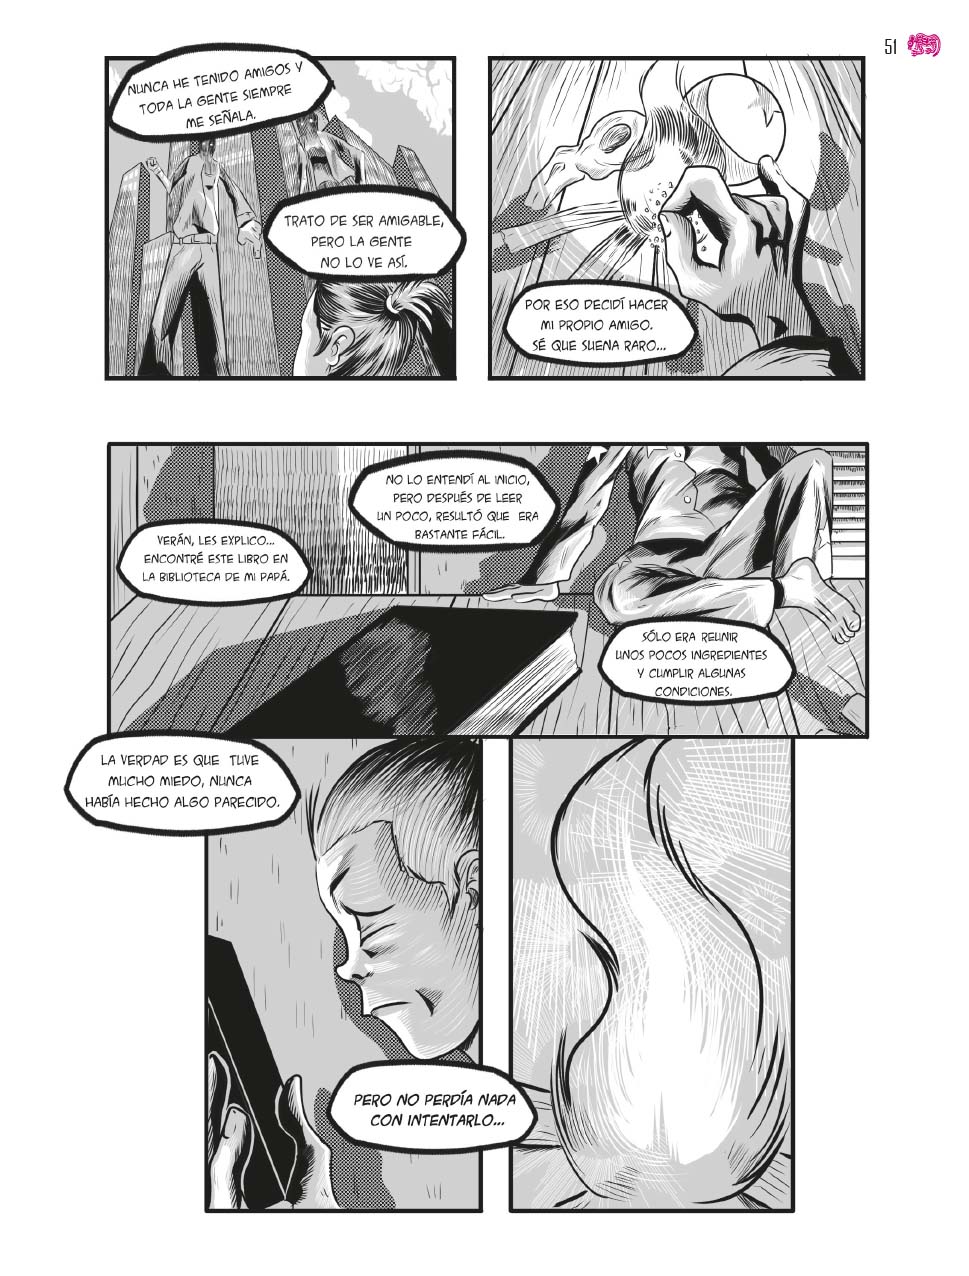 51
NUNCA HE TENIDO AMIGOS Y
TODA LA GENTE SIEMPRE
ME SEÑALA.
TRATO DE SER AMIGABLE,
PERO LA GENTE
NO LO VE ASÍ.
POR ESO DECIDÍ HACER
MI PROPIO AMIGO.
SÉ QUE SUENA RARO...
VERÁN, LES EXPLICO...
ENCONTRÉ ESTE LIBRO EN
LA BIBLIOTECA DE MI PAPÁ.
NO LO ENTENDÍ AL INICIO,
PERO DESPUÉS DE LEER
UN POCO, RESULTÓ QUE ERA
BASTANTE FÁCIL.
SÓLO ERA REUNIR
UNOS POCOS INGREDIENTES
Y CUMPLIR ALGUNAS
CONDICIONES.
LA VERDAD ES QUE TUVE
MUCHO MIEDO, NUNCA
HABÍA HECHO ALGO PARECIDO.
PERO NO PERDÍA NADA
CON INTENTARLO...